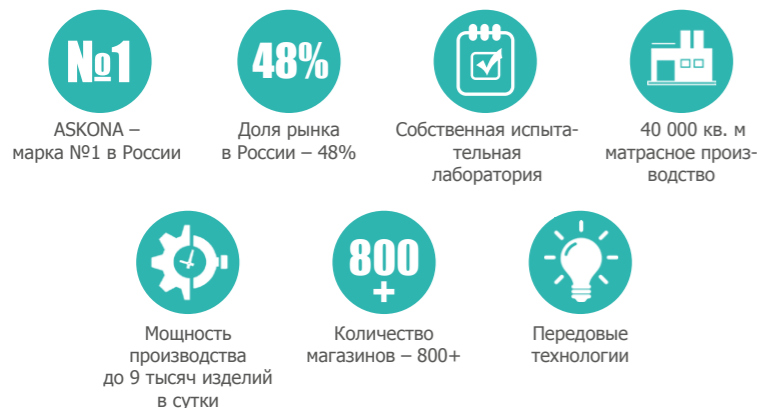 №1
48%
ASKONA –
марка №1 в России
Доля рынка
в России – 48%
Собственная испыта-
тельная
лаборатория
40 000 кв. м
матрасное произ-
водство
800
+
Мощность
производства
до 9 тысяч изделий
в сутки
Количество
магазинов – 800+
Передовые
технологии